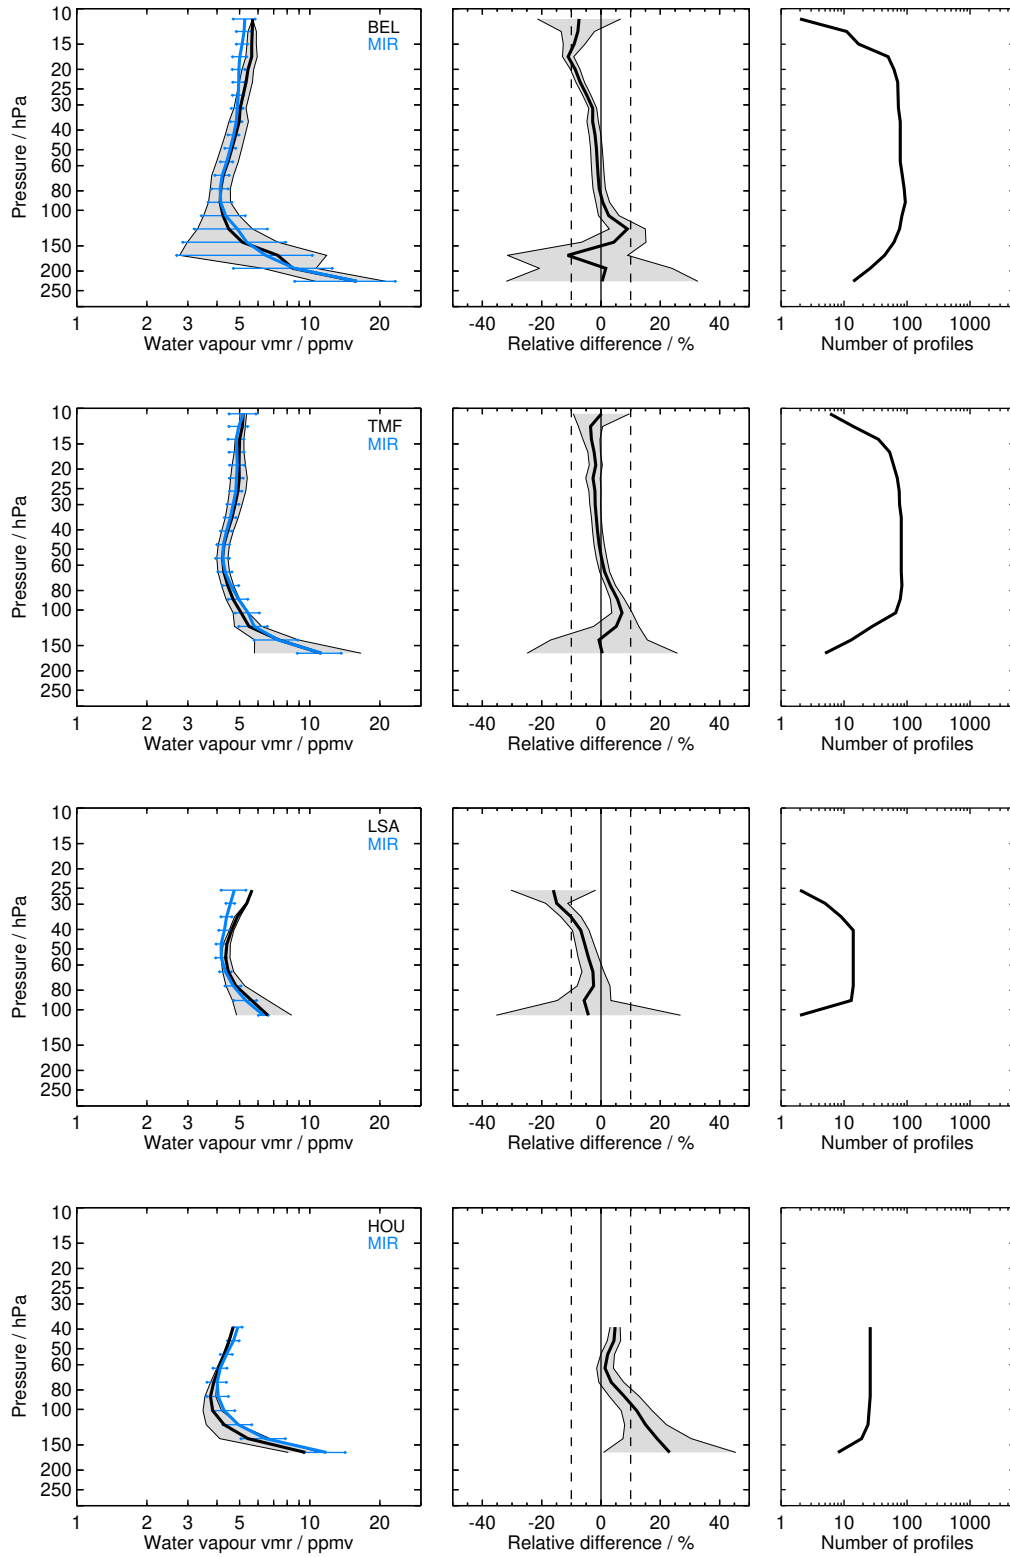 10
15
20
25
30
40
50
60
80
100
150
200
250
Pressure / hPa
BEL
MIR
1 2 3 5 10 20
Water vapour vmr / ppmv
-40 -20 0 20 40
Relative difference / %
1 10 100 1000
Number of profiles
10
15
20
25
30
40
50
60
80
100
150
200
250
Pressure / hPa
TMF
MIR
1 2 3 5 10 20
Water vapour vmr / ppmv
-40 -20 0 20 40
Relative difference / %
1 10 100 1000
Number of profiles
10
15
20
25
30
40
50
60
80
100
150
200
250
Pressure / hPa
LSA
MIR
1 2 3 5 10 20
Water vapour vmr / ppmv
-40 -20 0 20 40
Relative difference / %
1 10 100 1000
Number of profiles
10
15
20
25
30
40
50
60
80
100
150
200
250
Pressure / hPa
HOU
MIR
1 2 3 5 10 20
Water vapour vmr / ppmv
-40 -20 0 20 40
Relative difference / %
1 10 100 1000
Number of profiles